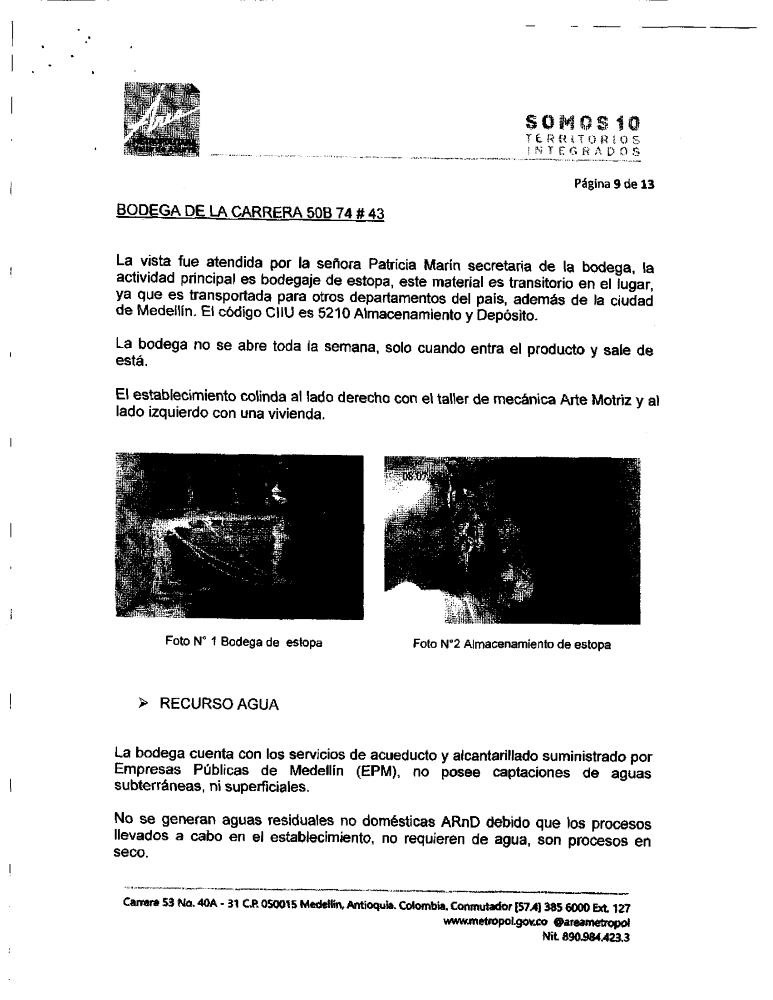 SOMOS 10
TERRITORIOS
INTEGRADOS
Página 9 de 13
BODEGA DE LA CARRERA 50B 74 # 43
La vista fue atendida por la señora Patricia Marín secretaria de la bodega, la
actividad principal es bodegaje de estopa, este material es transitorio en el lugar,
ya que es transportada para otros departamentos del país, además de la ciudad
de Medellín. El código CIIU es 5210 Almacenamiento y Depósito.
La bodega no se abre toda la semana, solo cuando entra el producto y sale de
está.
El establecimiento colinda al lado derecho con el taller de mecánica Arte Motriz y al
lado izquierdo con una vivienda.
08:07
Foto N° 1 Bodega de estopa
Foto N°2 Almacenamiento de estopa
➢ RECURSO AGUA
La bodega cuenta con los servicios de acueducto y alcantarillado suministrado por
Empresas Públicas de Medellín (EPM), no posee captaciones de aguas
subterráneas, ni superficiales.
No se generan aguas residuales no domésticas ARnD debido que los procesos
llevados a cabo en el establecimiento, no requieren de agua, son procesos en
seco.
Carrera 53 No. 40A - 31 C.P. 050015 Medellín, Antioquia. Colombia. Conmutador [57.4] 385 6000 Ext. 127
www.metropol.gov.co @areametropol
Nit. 890.984.423.3